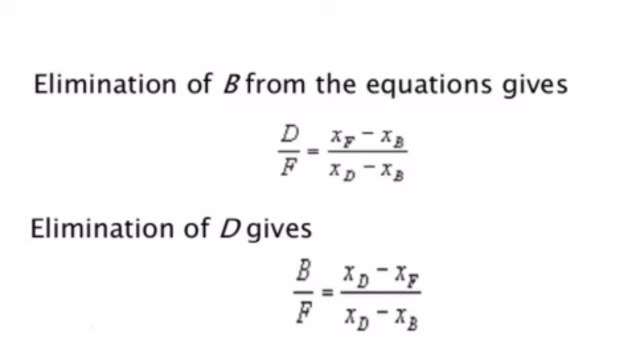 Elimination of B from the equations gives
D/F = (x_F − x_B)/(x_D − x_B)
Elimination of D gives
B/F = (x_D − x_F)/(x_D − x_B)